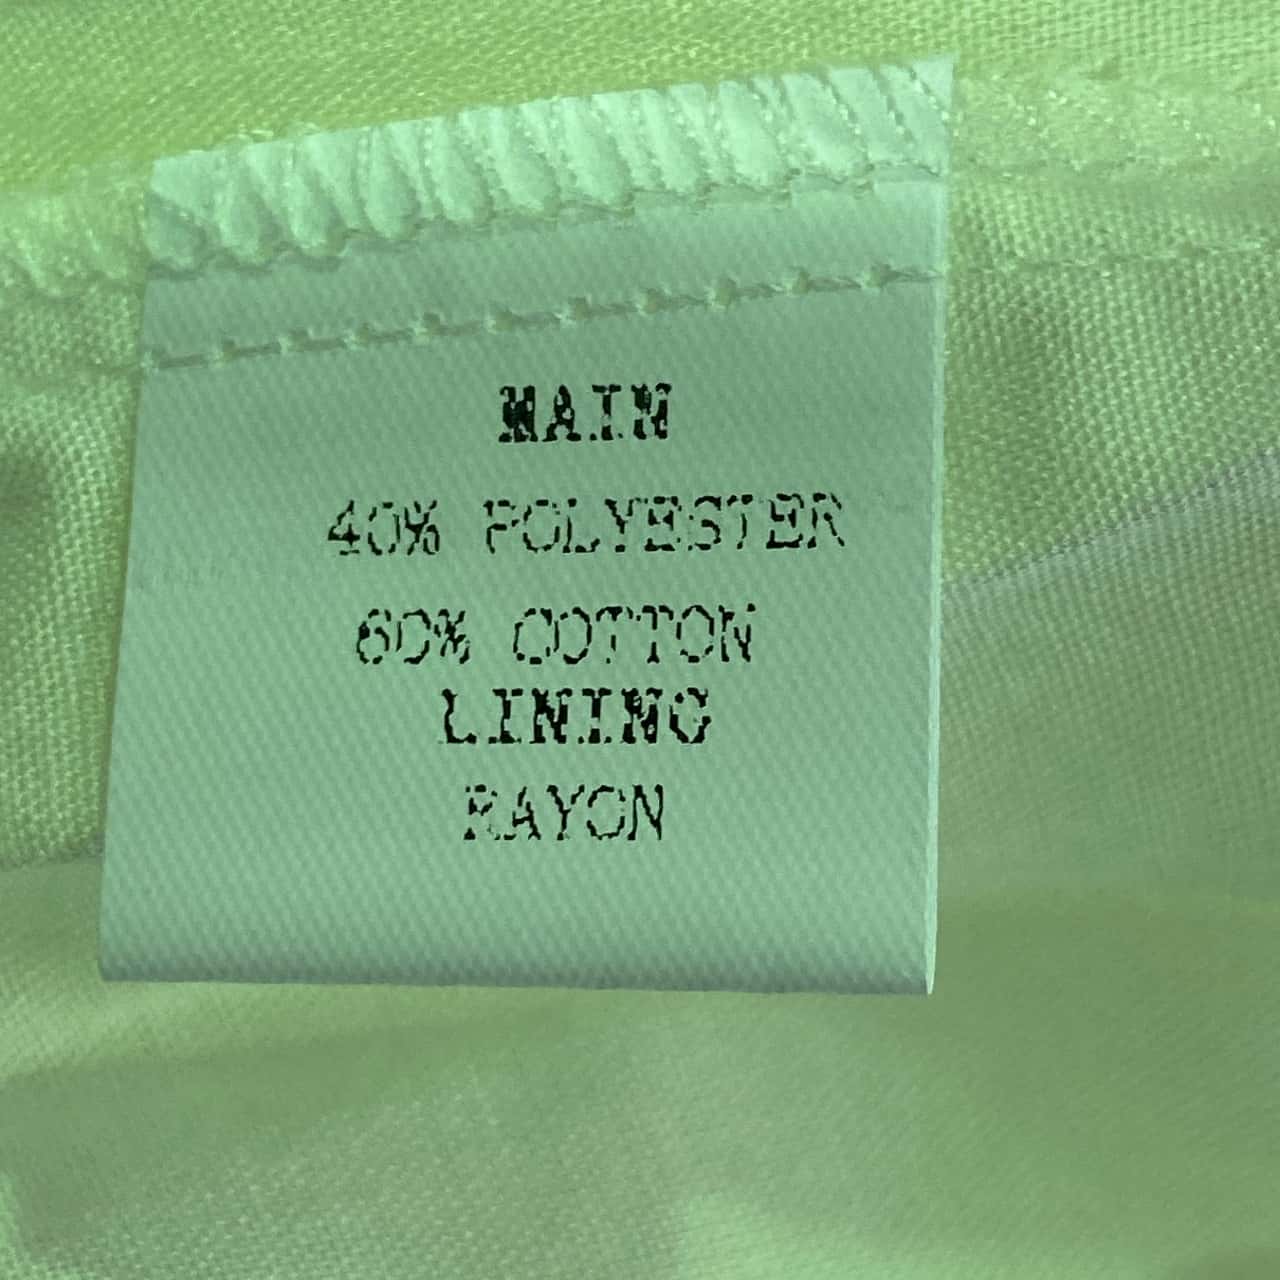 MAIN
40% POLYESTER
60% COTTON
LINING
RAYON